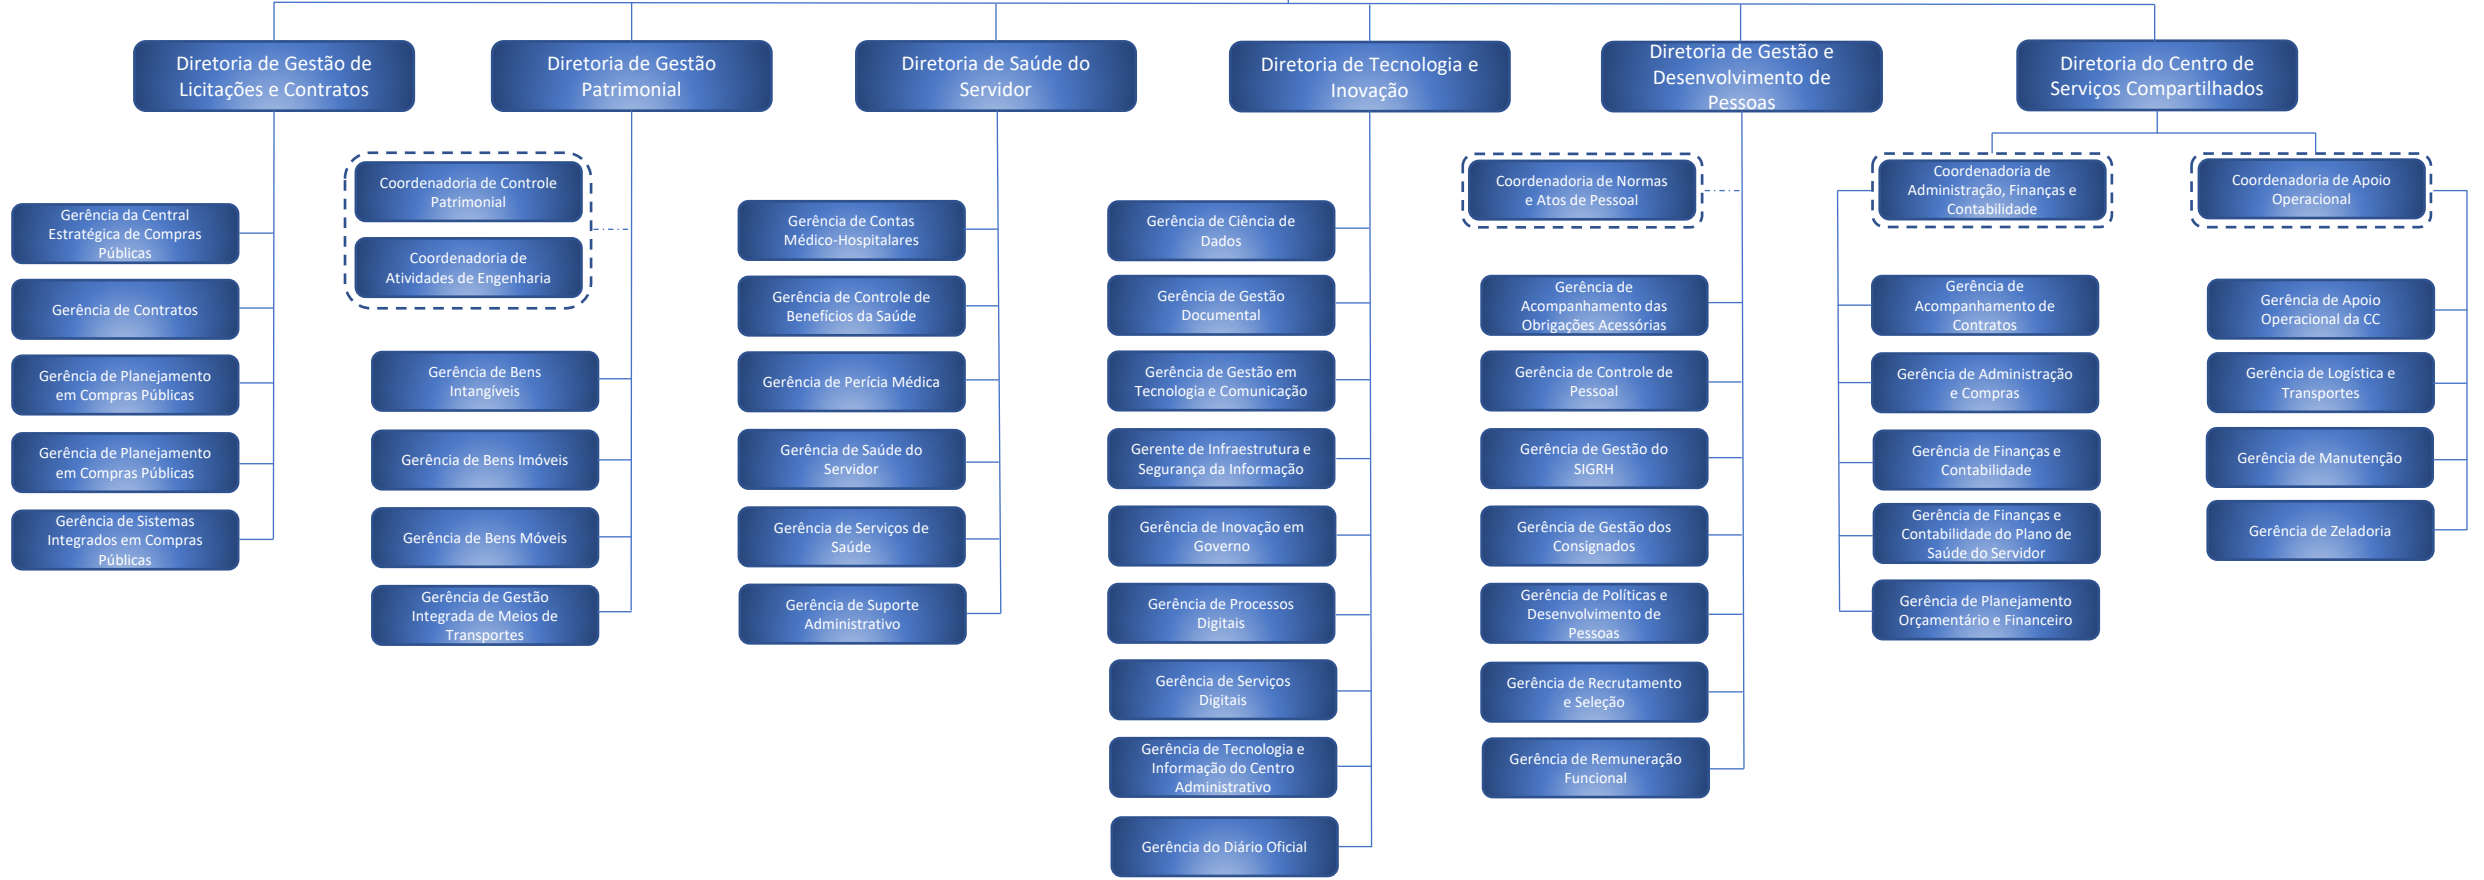 Diretoria de Gestão de
Licitações e Contratos
Gerência da Central
Estratégica de Compras
Públicas
Gerência de Contratos
Gerência de Planejamento
em Compras Públicas
Gerência de Planejamento
em Compras Públicas
Gerência de Sistemas
Integrados em Compras
Públicas
Diretoria de Gestão
Patrimonial
Coordenadoria de Controle
Patrimonial
Coordenadoria de
Atividades de Engenharia
Gerência de Bens
Intangíveis
Gerência de Bens Imóveis
Gerência de Bens Móveis
Gerência de Gestão
Integrada de Meios de
Transportes
Diretoria de Saúde do
Servidor
Gerência de Contas
Médico-Hospitalares
Gerência de Controle de
Benefícios da Saúde
Gerência de Perícia Médica
Gerência de Saúde do
Servidor
Gerência de Serviços de
Saúde
Gerência de Suporte
Administrativo
Diretoria de Tecnologia e
Inovação
Gerência de Ciência de
Dados
Gerência de Gestão
Documental
Gerência de Gestão em
Tecnologia e Comunicação
Gerente de Infraestrutura e
Segurança da Informação
Gerência de Inovação em
Governo
Gerência de Processos
Digitais
Gerência de Serviços
Digitais
Gerência de Tecnologia e
Informação do Centro
Administrativo
Gerência do Diário Oficial
Diretoria de Gestão e
Desenvolvimento de
Pessoas
Coordenadoria de Normas
e Atos de Pessoal
Gerência de
Acompanhamento das
Obrigações Acessórias
Gerência de Controle de
Pessoal
Gerência de Gestão do
SIGRH
Gerência de Gestão dos
Consignados
Gerência de Políticas e
Desenvolvimento de
Pessoas
Gerência de Recrutamento
e Seleção
Gerência de Remuneração
Funcional
Diretoria do Centro de
Serviços Compartilhados
Coordenadoria de
Administração, Finanças e
Contabilidade
Gerência de
Acompanhamento de
Contratos
Gerência de Administração
e Compras
Gerência de Finanças e
Contabilidade
Gerência de Finanças e
Contabilidade do Plano de
Saúde do Servidor
Gerência de Planejamento
Orçamentário e Financeiro
Coordenadoria de Apoio
Operacional
Gerência de Apoio
Operacional da CC
Gerência de Logística e
Transportes
Gerência de Manutenção
Gerência de Zeladoria